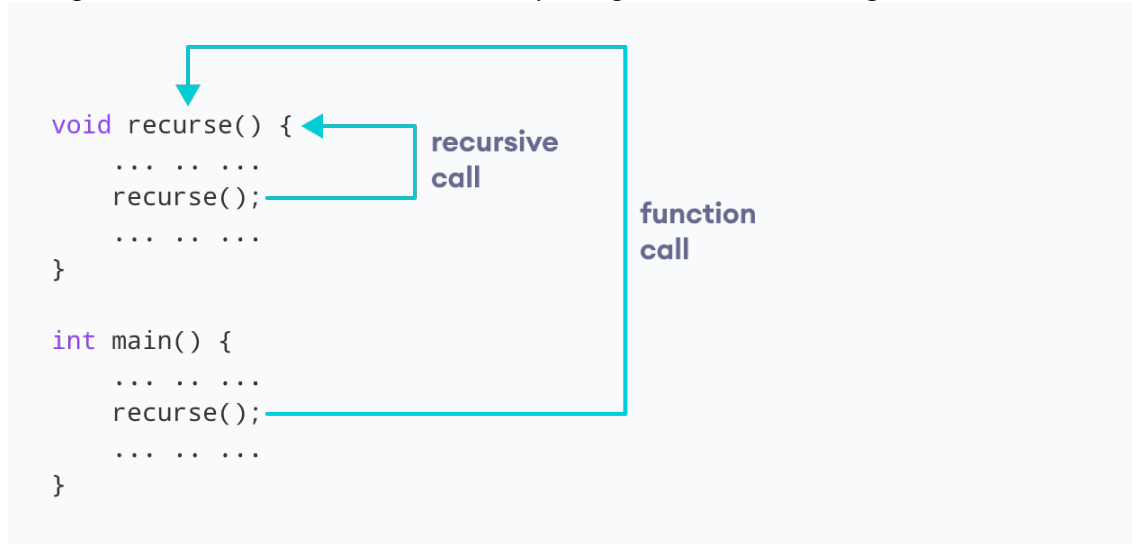 void recurse() {
... .. ...
recurse();
... .. ...
}
recursive
call
function
call
int main() {
... .. ...
recurse();
... .. ...
}